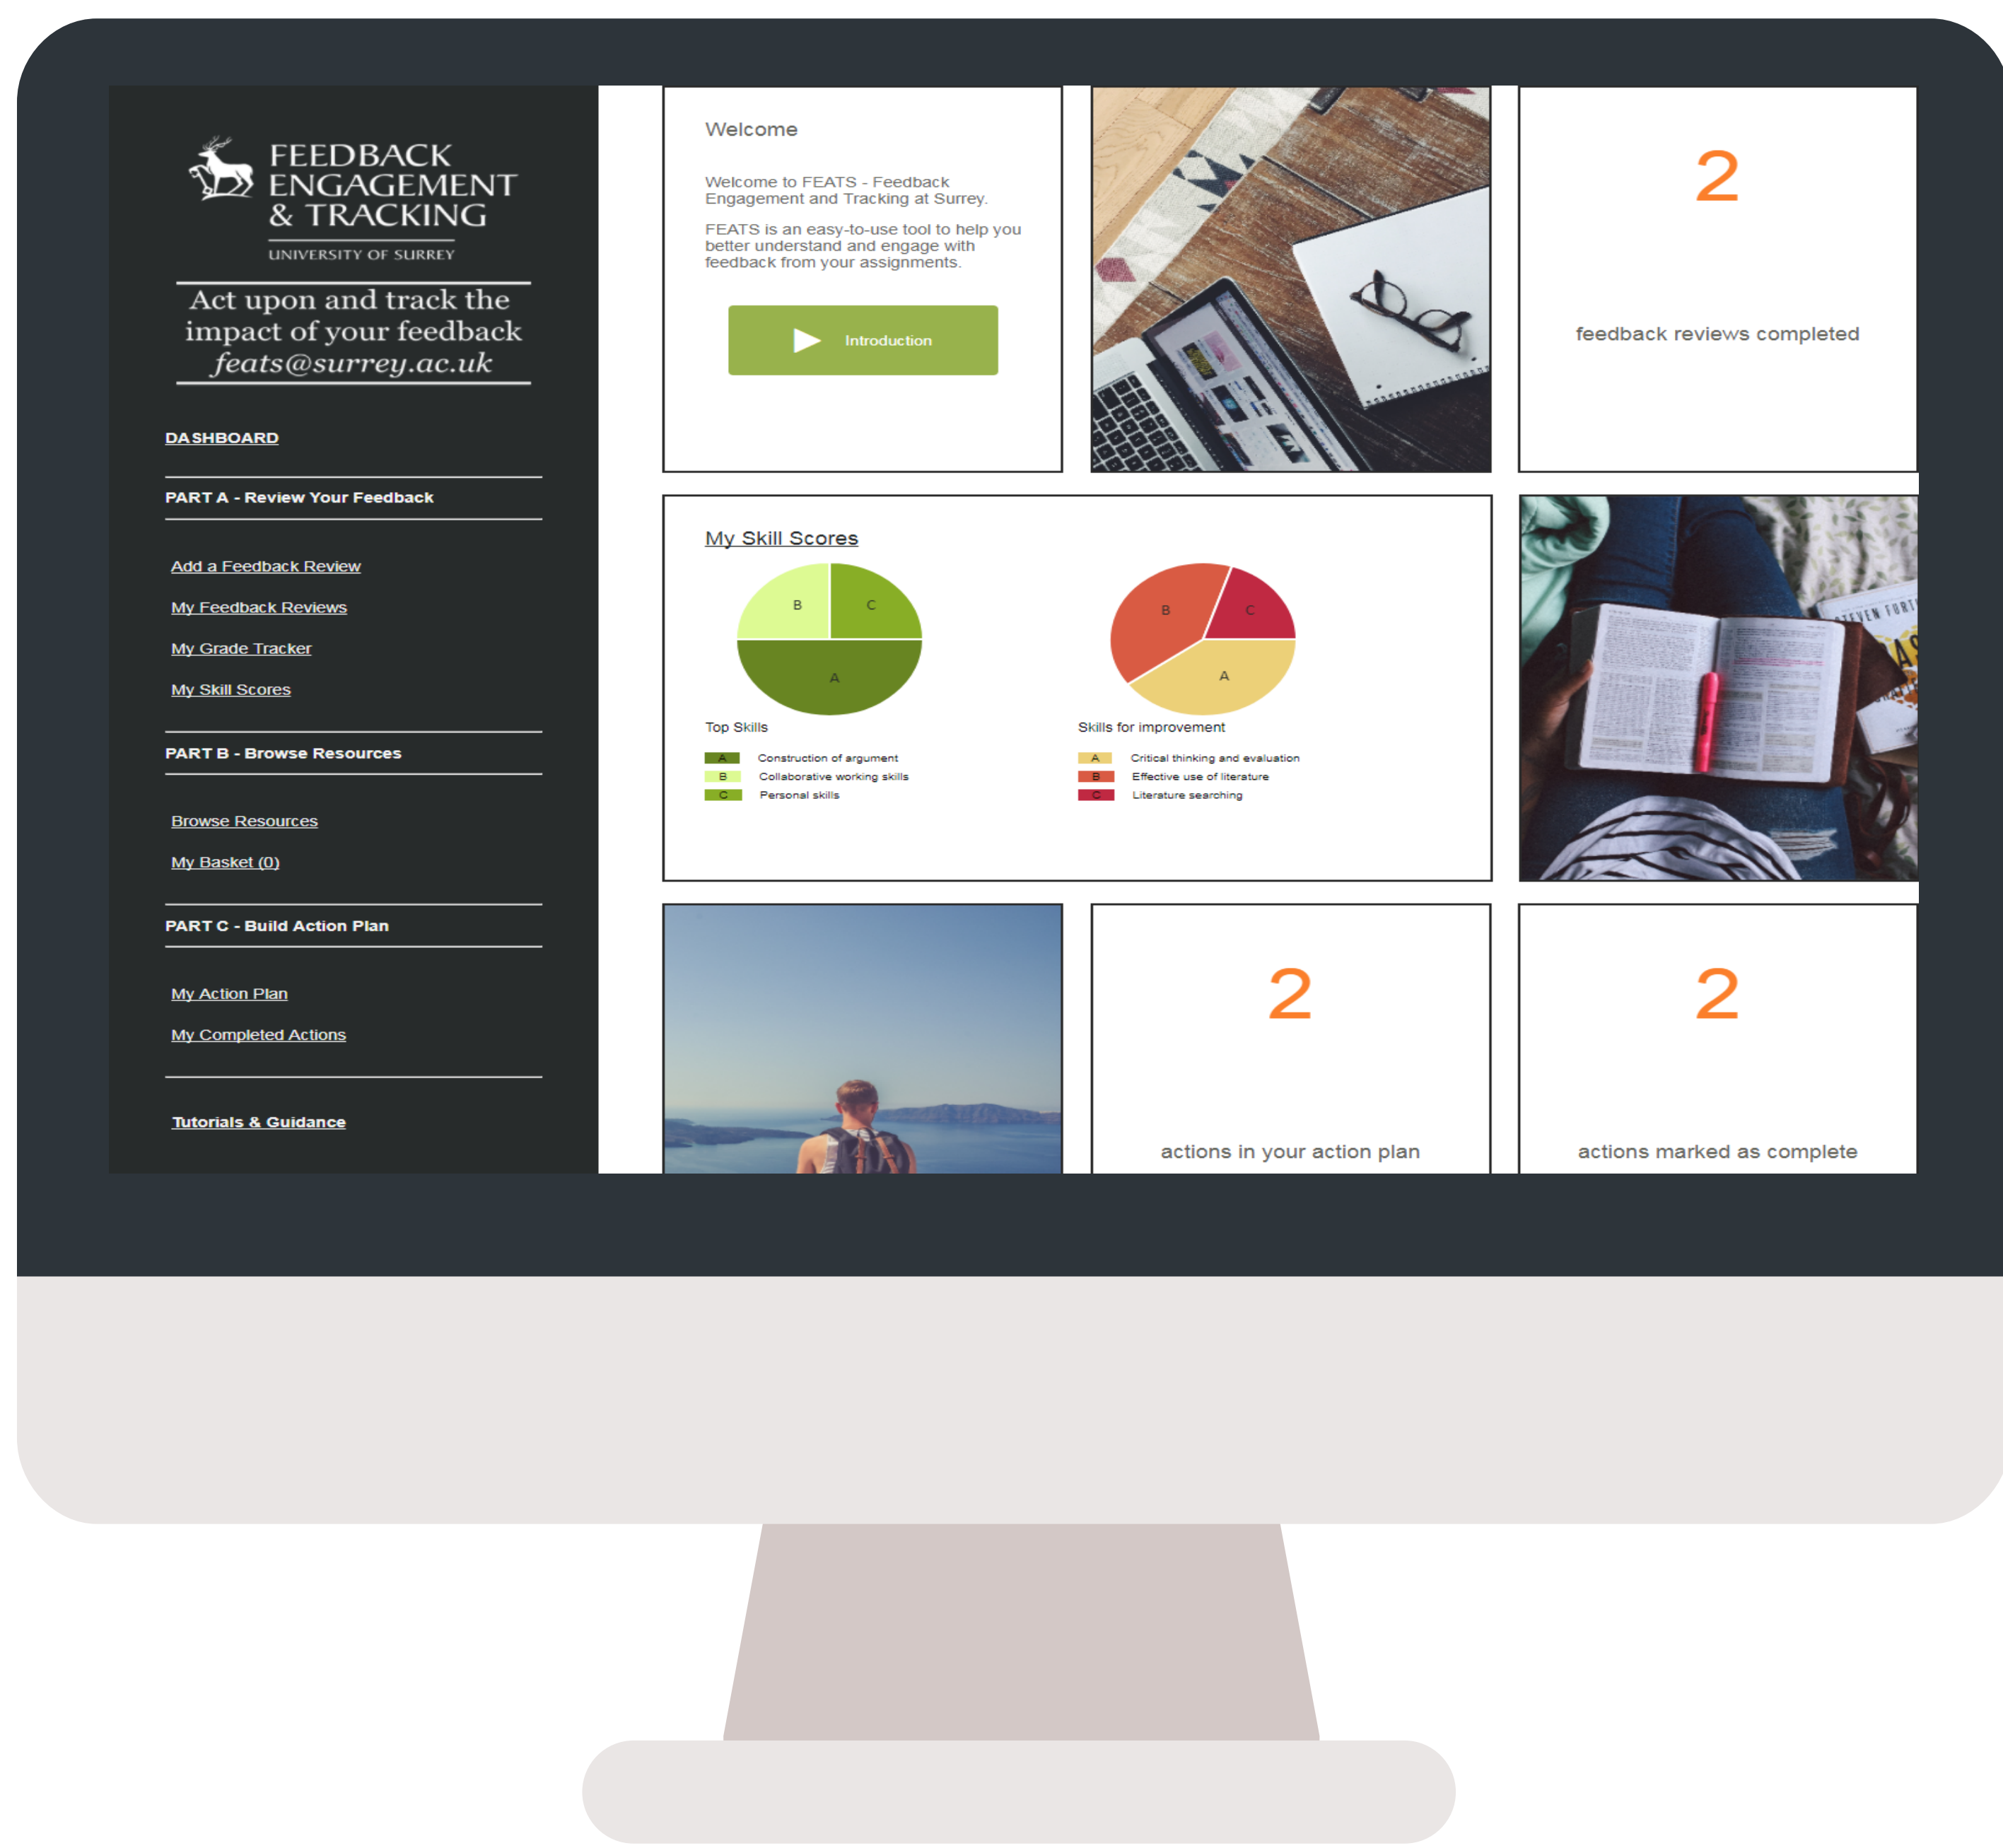 FEEDBACK
ENGAGEMENT
& TRACKING
UNIVERSITY OF SURREY
Act upon and track the
impact of your feedback
feats@surrey.ac.uk
DASHBOARD
PART A - Review Your Feedback
Add a Feedback Review
My Feedback Reviews
My Grade Tracker
My Skill Scores
PART B - Browse Resources
Browse Resources
My Basket (0)
PART C - Build Action Plan
My Action Plan
My Completed Actions
Tutorials & Guidance
Welcome
Welcome to FEATS - Feedback
Engagement and Tracking at Surrey.
FEATS is an easy-to-use tool to help you
better understand and engage with
feedback from your assignments.
Introduction
2
feedback reviews completed
My Skill Scores
B
C
A
Top Skills
A Construction of argument
B Collaborative working skills
C Personal skills
B
C
A
Skills for improvement
A Critical thinking and evaluation
B Effective use of literature
C Literature searching
2
actions in your action plan
2
actions marked as complete